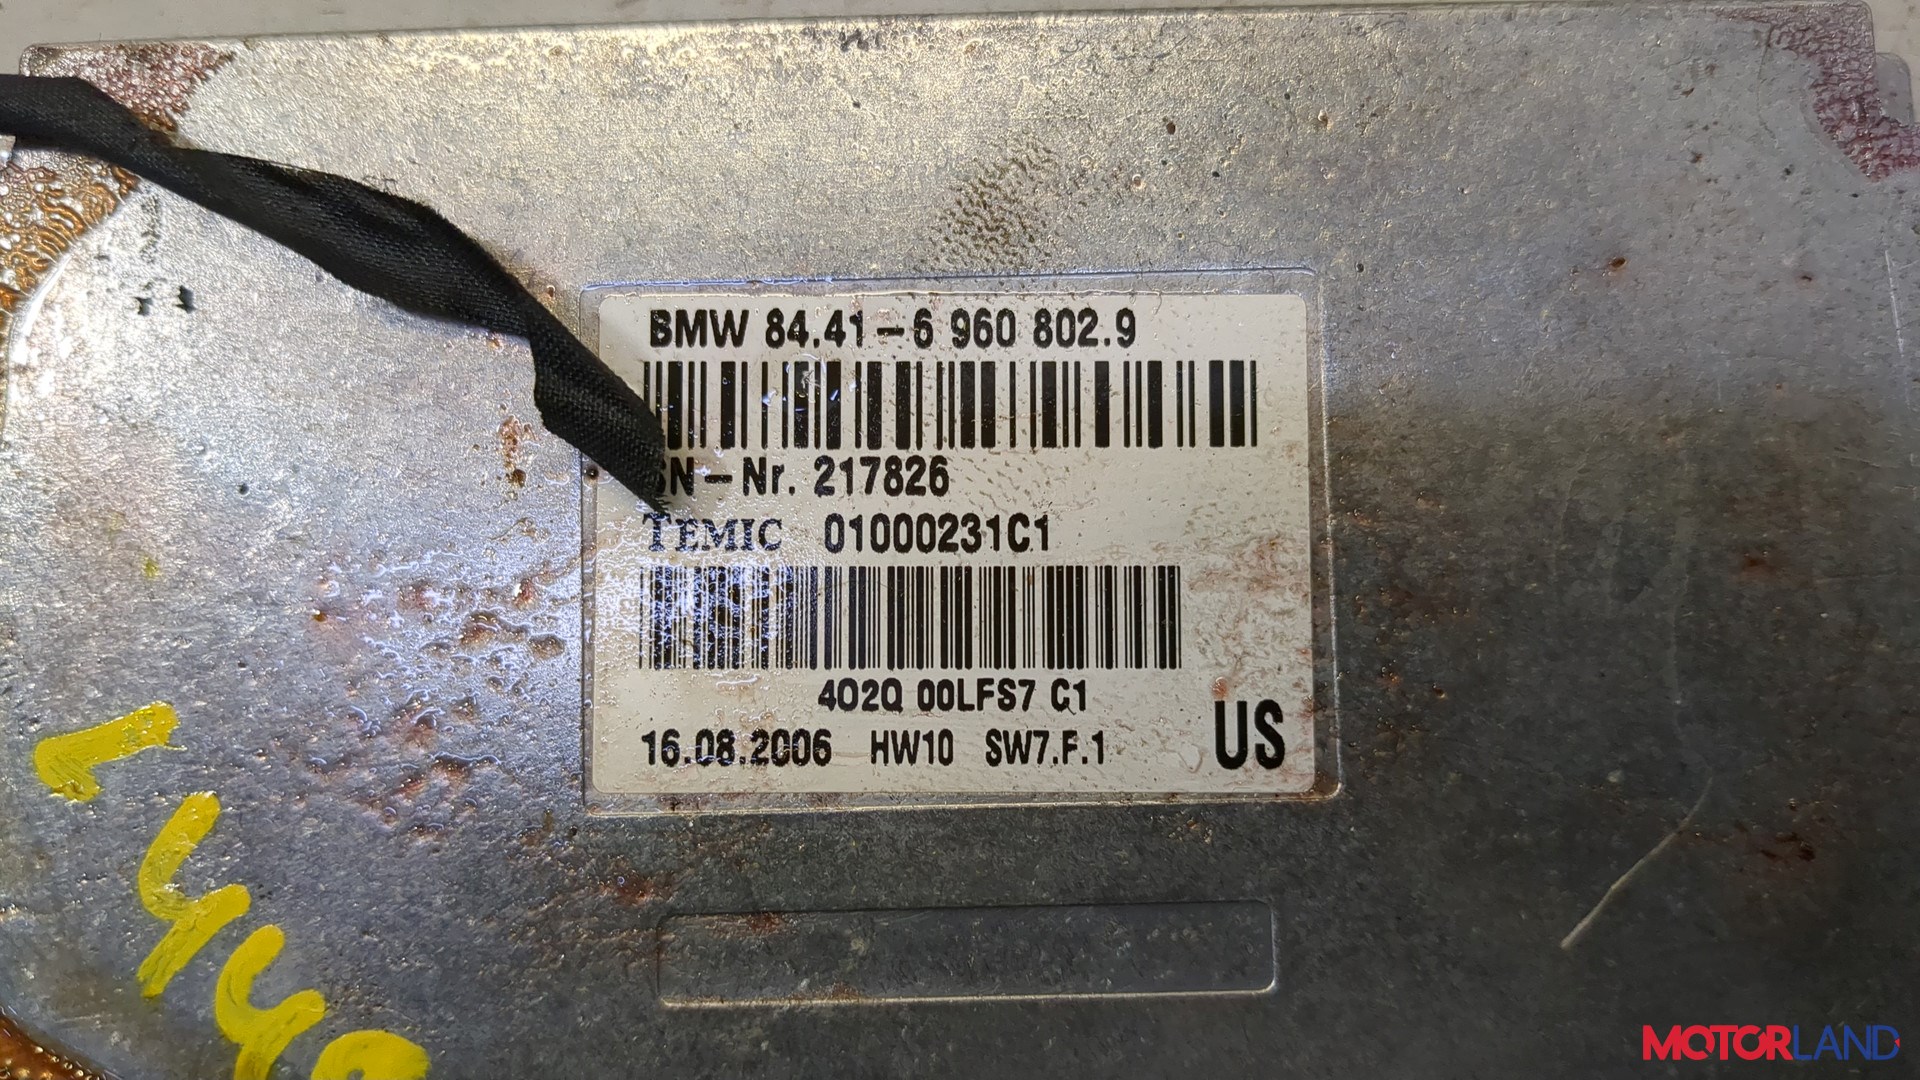 BMW 84.41-6 960 802.9
SN-Nr. 217826
TEMIC 01000231C1
402Q 00LFS7 C1
16.08.2006 HW10 SW7.F.1
US
MOTORLAND